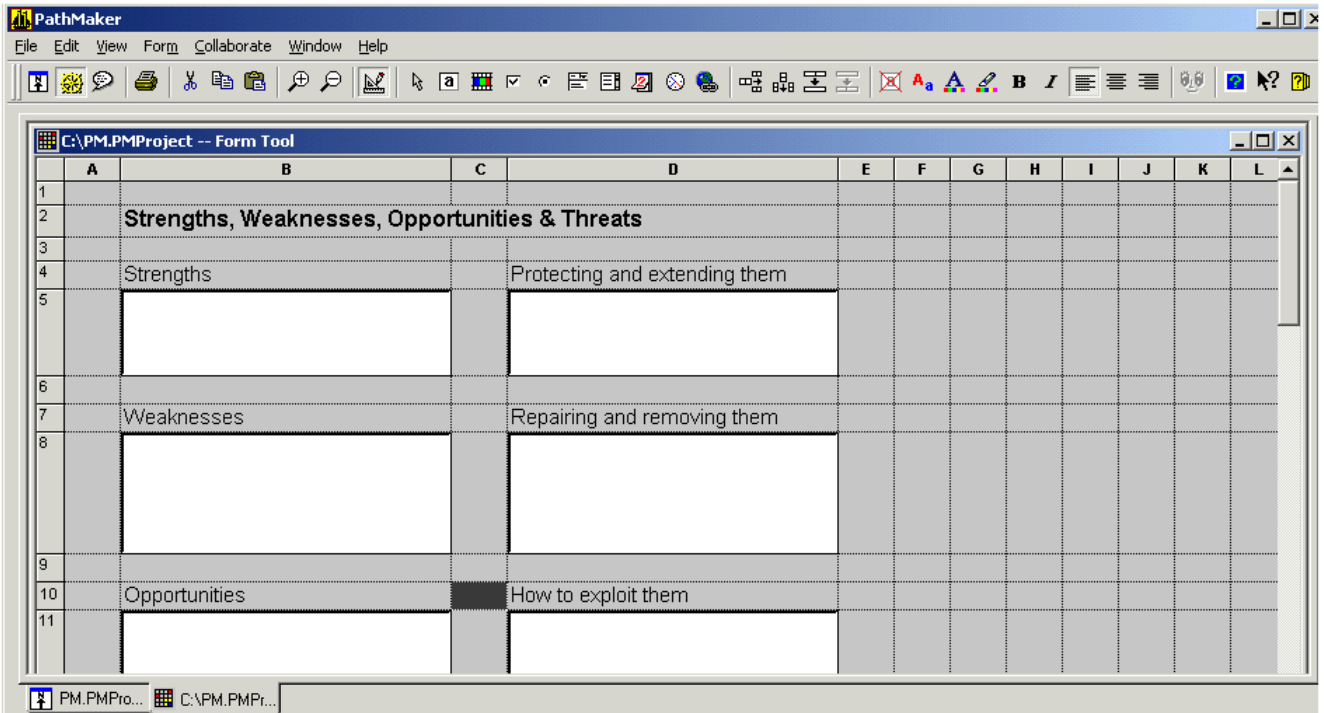 PathMaker
File Edit View Form Collaborate Window Help
C:\PM.PMProject -- Form Tool
A B C D E F G H I J K L
1
2 Strengths, Weaknesses, Opportunities & Threats
3
4 Strengths Protecting and extending them
5
6
7 Weaknesses Repairing and removing them
8
9
10 Opportunities How to exploit them
11
PM.PMPro... C:\PM.PMPr...